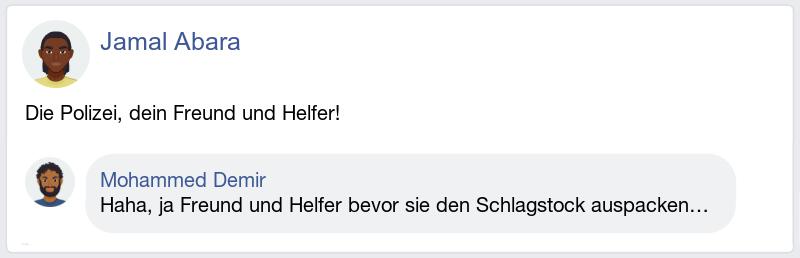 Jamal Abara
Die Polizei, dein Freund und Helfer!
Mohammed Demir
Haha, ja Freund und Helfer bevor sie den Schlagstock auspacken…